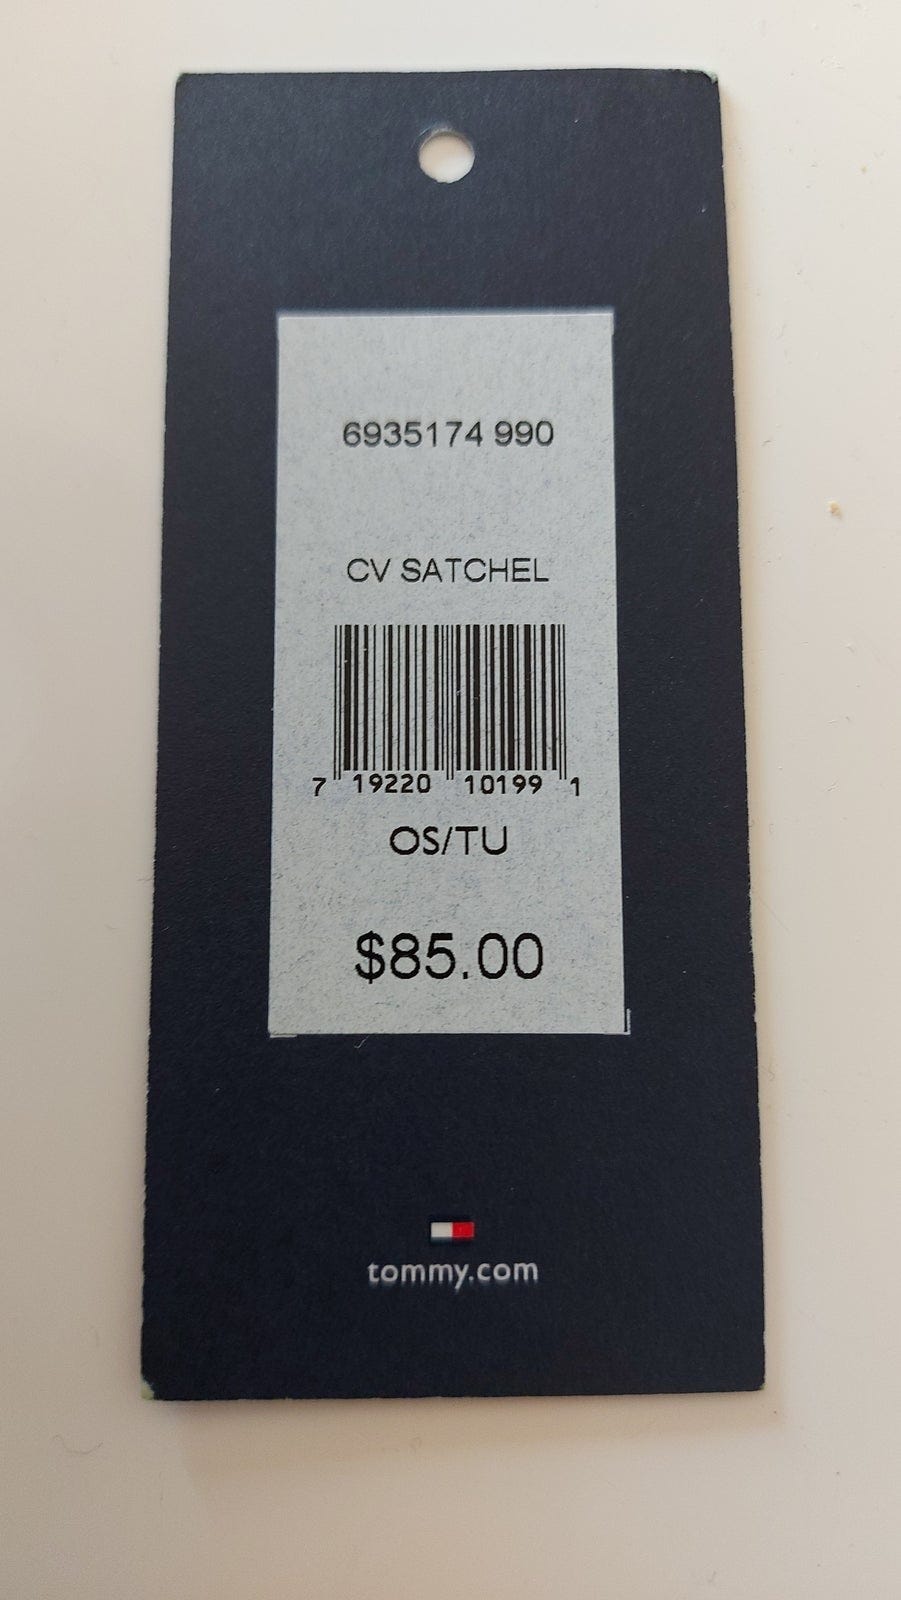 6935174 990
CV SATCHEL
7 19220 10199 1
OS/TU
$85.00
tommy.com